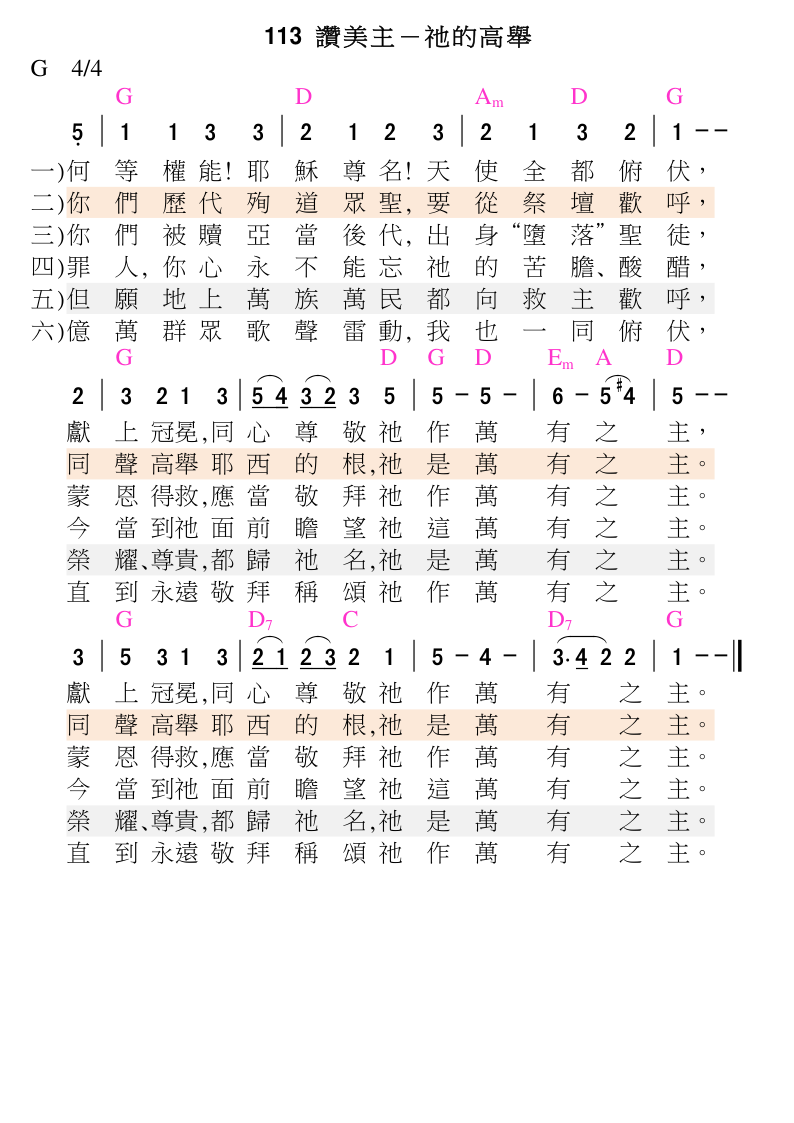 113 讚美主－祂的高舉
G 4/4
G D Am D G
5̣ | 1 1 3 3 | 2 1 2 3 | 2 1 3 2 | 1 – –
一)何等權能!耶穌尊名!天使全都俯伏，
二)你們歷代殉道眾聖,要從祭壇歡呼，
三)你們被贖亞當後代,出身“墮落”聖徒，
四)罪人,你心永不能忘祂的苦膽、酸醋，
五)但願地上萬族萬民都向救主歡呼，
六)億萬群眾歌聲雷動,我也一同俯伏，
G D G D Em A D
2 | 3 2 1 3 | 5 4 3 2 3 5 | 5 – 5 – | 6 – 5 #4 | 5 – –
獻上冠冕,同心尊敬祂作萬有之主，
同聲高舉耶西的根,祂是萬有之主。
蒙恩得救,應當敬拜祂作萬有之主。
今當到祂面前瞻望祂這萬有之主。
榮耀、尊貴,都歸祂名,祂是萬有之主。
直到永遠敬拜稱頌祂作萬有之主。
G D7 C D7 G
3 | 5 3 1 3 | 2 1 2 3 2 1 | 5 – 4 – | 3· 4 2 2 | 1 – –
獻上冠冕,同心尊敬祂作萬有之主。
同聲高舉耶西的根,祂是萬有之主。
蒙恩得救,應當敬拜祂作萬有之主。
今當到祂面前瞻望祂這萬有之主。
榮耀、尊貴,都歸祂名,祂是萬有之主。
直到永遠敬拜稱頌祂作萬有之主。